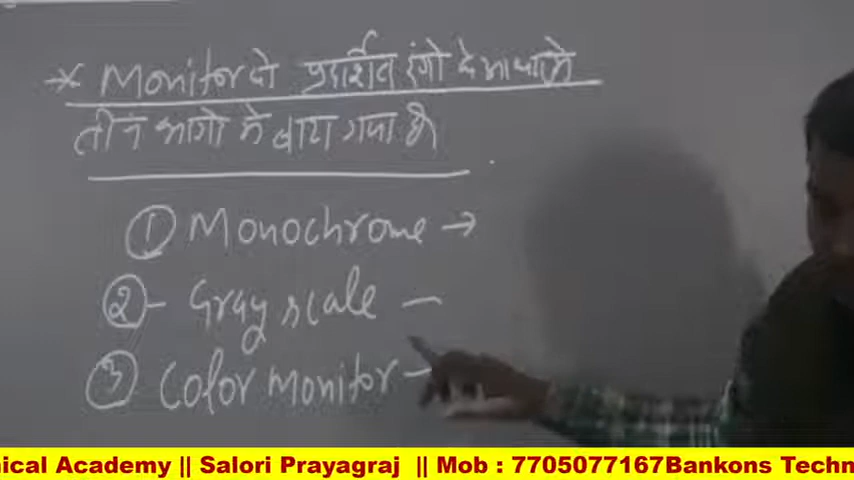 * Monitor को प्रदर्शित रंगो के आधार पे
तीन भागो मे बाटा गया है
① Monochrome →
②- Gray scale —
③ Color monitor -
ical Academy || Salori Prayagraj || Mob : 7705077167Bankons Techn